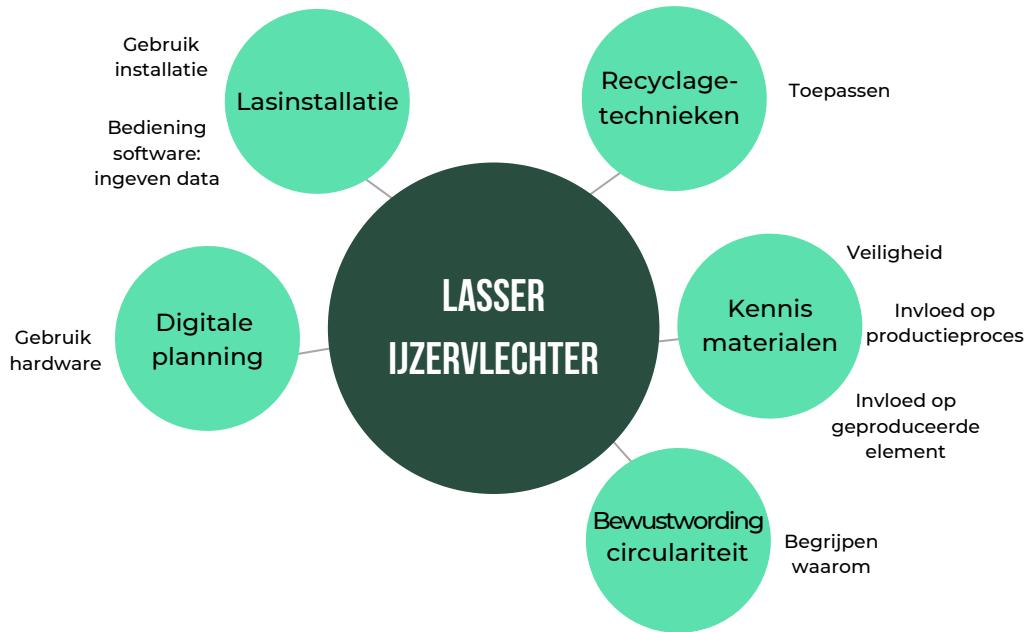 Gebruik
installatie
Lasinstallatie
Bediening
software:
ingeven data
Recyclage-
technieken
Toepassen
LASSER
IJZERVLECHTER
Digitale
planning
Gebruik
hardware
Kennis
materialen
Veiligheid
Invloed op
productieproces
Invloed op
geproduceerde
element
Bewustwording
circulariteit
Begrijpen
waarom